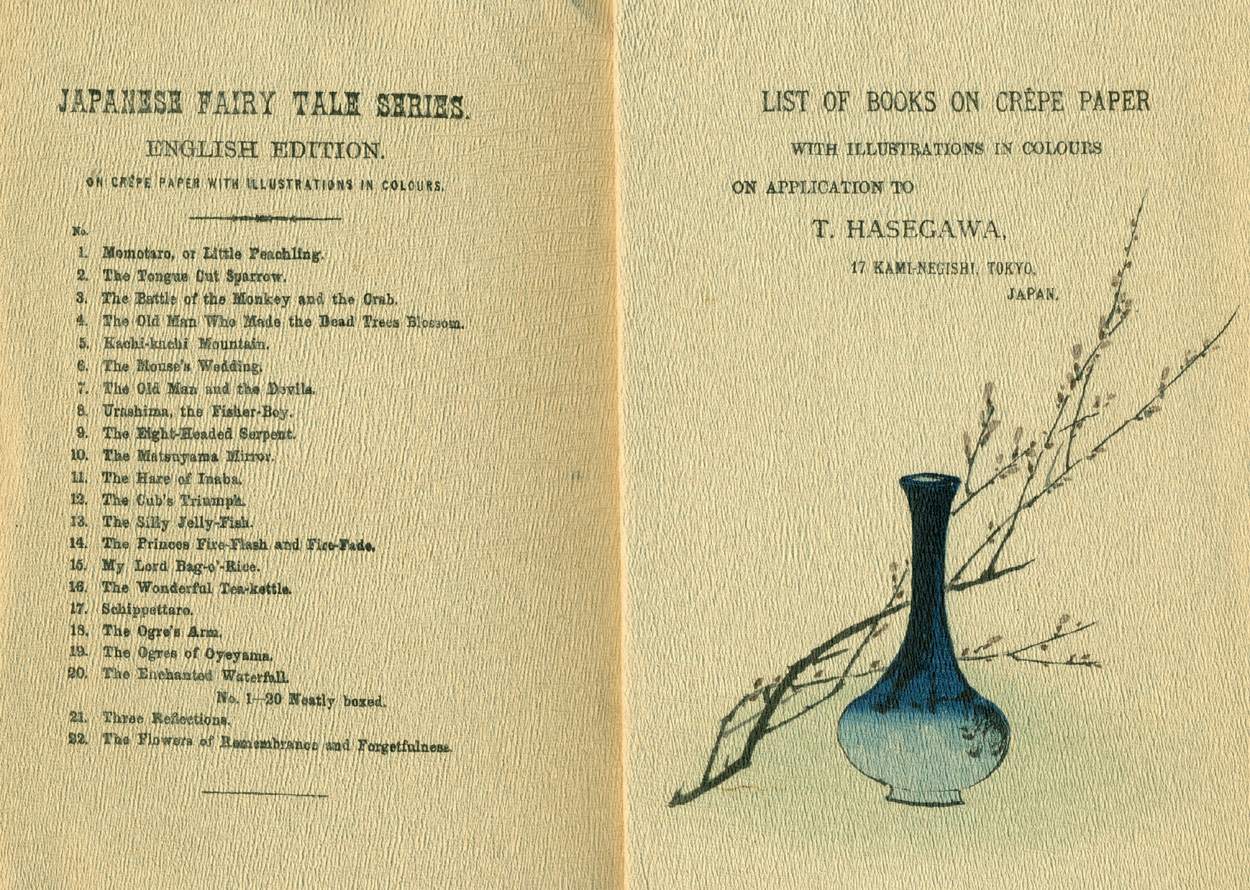 JAPANESE FAIRY TALE SERIES.
ENGLISH EDITION.
ON CRÊPE PAPER WITH ILLUSTRATIONS IN COLOURS.
No.
1. Momotaro, or Little Peachling.
2. The Tongue Cut Sparrow.
3. The Battle of the Monkey and the Crab.
4. The Old Man Who Made the Dead Trees Blossom.
5. Kachi-kachi Mountain.
6. The Mouse's Wedding.
7. The Old Man and the Devils.
8. Urashima, the Fisher-Boy.
9. The Eight-Headed Serpent.
10. The Matsuyama Mirror.
11. The Hare of Inaba.
12. The Cub's Triumph.
13. The Silly Jelly-Fish.
14. The Princes Fire-Flash and Fire-Fade.
15. My Lord Bag-o'-Rice.
16. The Wonderful Tea-kettle.
17. Schippeitaro.
18. The Ogre's Arm.
19. The Ogres of Oyeyama.
20. The Enchanted Waterfall.
No. 1—20 Neatly boxed.
21. Three Reflections.
22. The Flowers of Remembrance and Forgetfulness.
LIST OF BOOKS ON CRÊPE PAPER
WITH ILLUSTRATIONS IN COLOURS
ON APPLICATION TO
T. HASEGAWA,
17 KAMI-NEGISHI, TOKYO,
JAPAN.